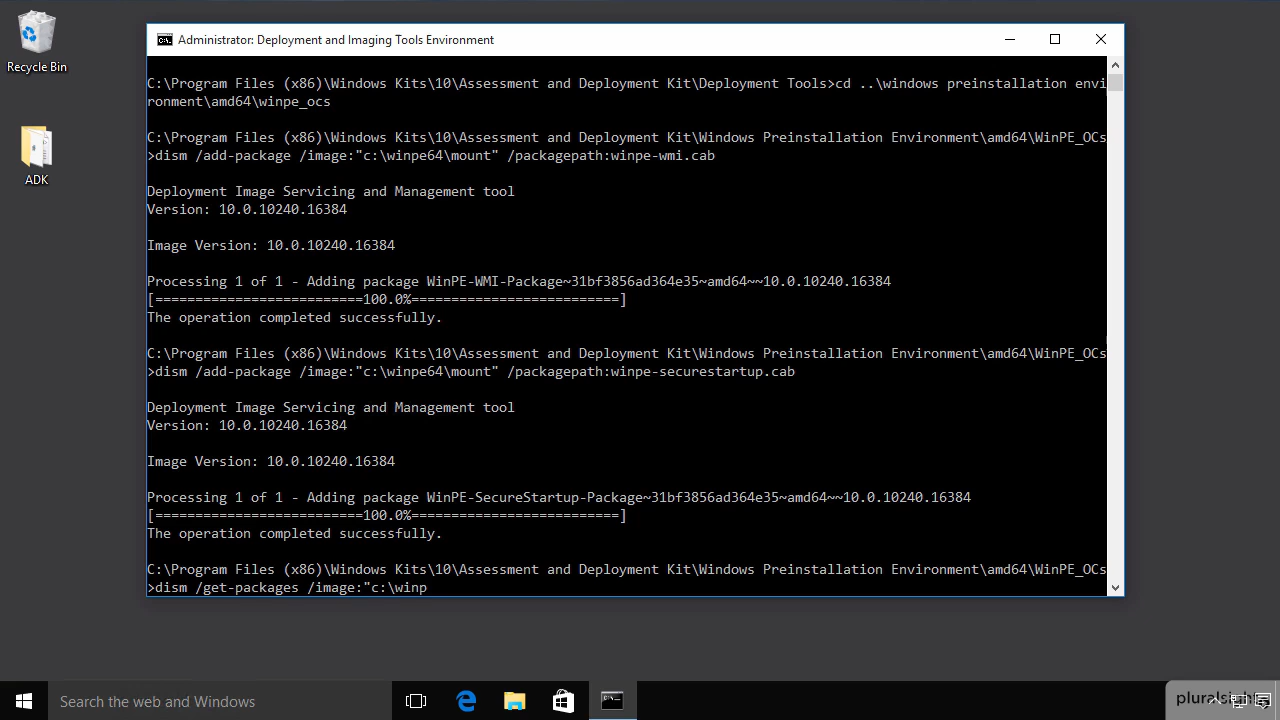 Recycle Bin
ADK
Administrator: Deployment and Imaging Tools Environment
C:\Program Files (x86)\Windows Kits\10\Assessment and Deployment Kit\Deployment Tools>cd ..\windows preinstallation envi
ronment\amd64\winpe_ocs
C:\Program Files (x86)\Windows Kits\10\Assessment and Deployment Kit\Windows Preinstallation Environment\amd64\WinPE_OCs
>dism /add-package /image:"c:\winpe64\mount" /packagepath:winpe-wmi.cab
Deployment Image Servicing and Management tool
Version: 10.0.10240.16384
Image Version: 10.0.10240.16384
Processing 1 of 1 - Adding package WinPE-WMI-Package~31bf3856ad364e35~amd64~~10.0.10240.16384
[==========================100.0%==========================]
The operation completed successfully.
C:\Program Files (x86)\Windows Kits\10\Assessment and Deployment Kit\Windows Preinstallation Environment\amd64\WinPE_OCs
>dism /add-package /image:"c:\winpe64\mount" /packagepath:winpe-securestartup.cab
Deployment Image Servicing and Management tool
Version: 10.0.10240.16384
Image Version: 10.0.10240.16384
Processing 1 of 1 - Adding package WinPE-SecureStartup-Package~31bf3856ad364e35~amd64~~10.0.10240.16384
[==========================100.0%==========================]
The operation completed successfully.
C:\Program Files (x86)\Windows Kits\10\Assessment and Deployment Kit\Windows Preinstallation Environment\amd64\WinPE_OCs
>dism /get-packages /image:"c:\winp
Search the web and Windows